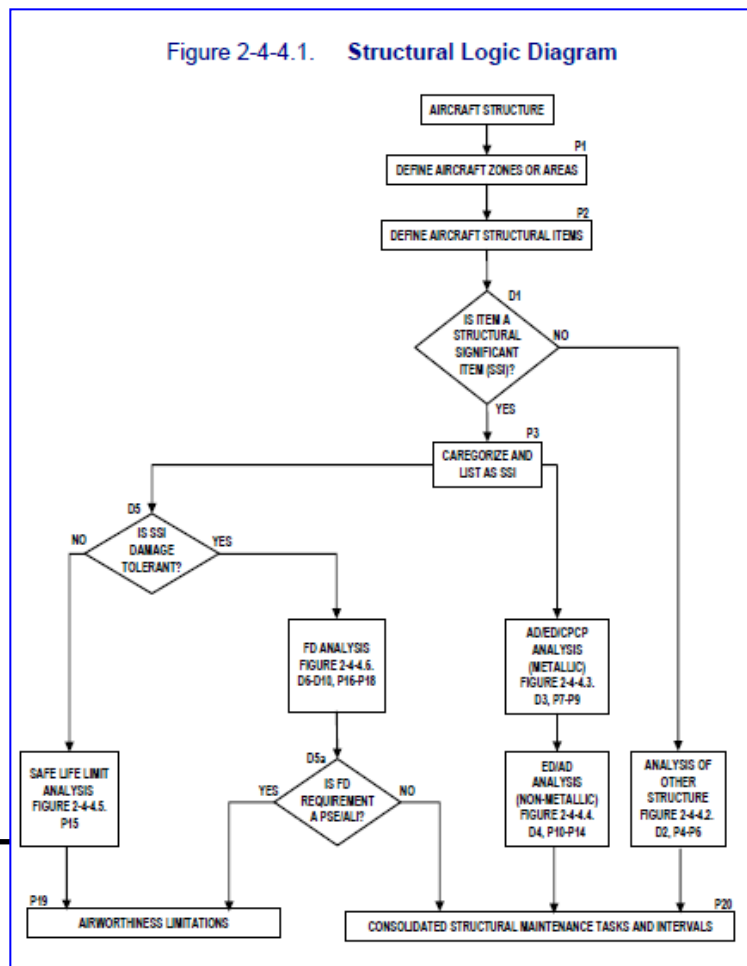 Figure 2-4-4.1. Structural Logic Diagram
AIRCRAFT STRUCTURE
P1
DEFINE AIRCRAFT ZONES OR AREAS
P2
DEFINE AIRCRAFT STRUCTURAL ITEMS
D1
IS ITEM A
STRUCTURAL
SIGNIFICANT
ITEM (SSI)?
NO
YES
P3
CAREGORIZE AND
LIST AS SSI
D5
IS SSI
DAMAGE
TOLERANT?
NO
YES
FD ANALYSIS
FIGURE 2-4-4.6.
D6-D10, P16-P18
AD/ED/CPCP
ANALYSIS
(METALLIC)
FIGURE 2-4-4.3.
D3, P7-P9
SAFE LIFE LIMIT
ANALYSIS
FIGURE 2-4-4.5.
P15
D5a
IS FD
REQUIREMENT
A PSE/ALI?
YES
NO
ED/AD
ANALYSIS
(NON-METALLIC)
FIGURE 2-4-4.4.
D4, P10-P14
ANALYSIS OF
OTHER
STRUCTURE
FIGURE 2-4-4.2.
D2, P4-P6
P19
AIRWORTHINESS LIMITATIONS
P20
CONSOLIDATED STRUCTURAL MAINTENANCE TASKS AND INTERVALS